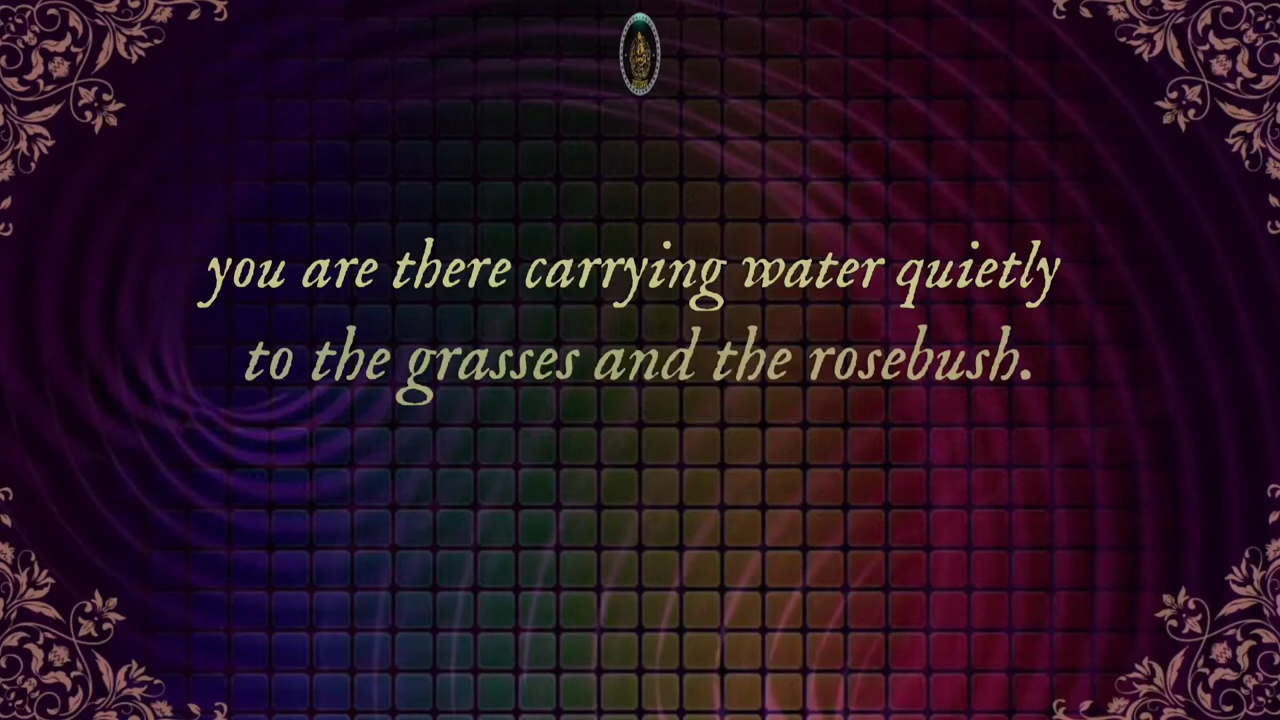 you are there carrying water quietly
to the grasses and the rosebush.